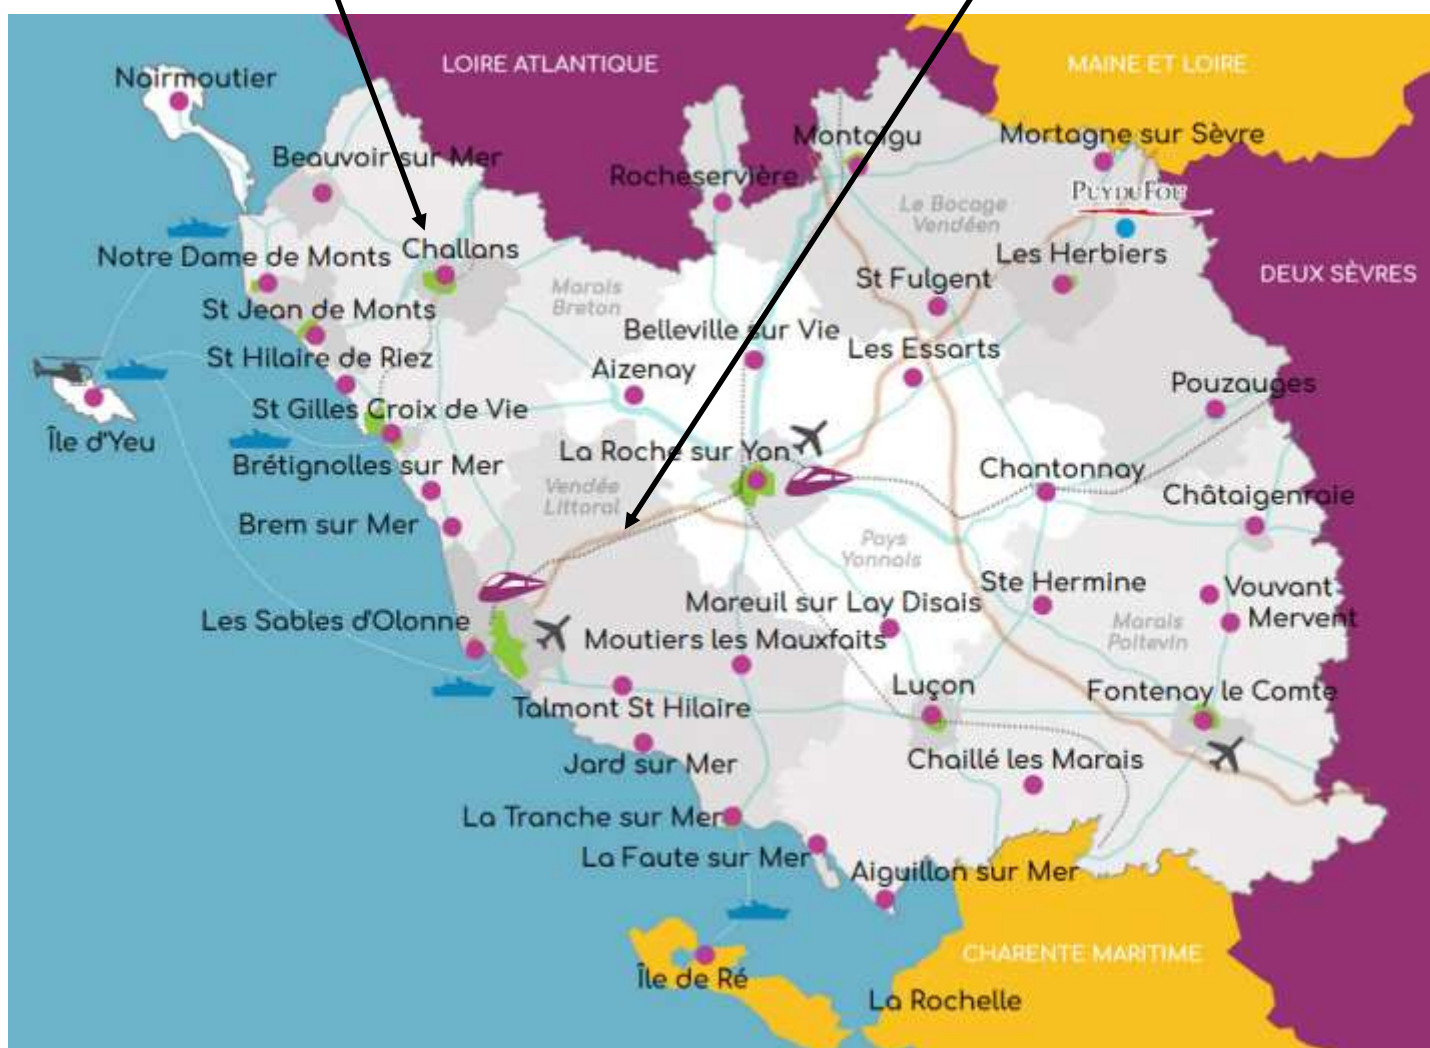 LOIRE ATLANTIQUE
MAINE ET LOIRE
Noirmoutier
Montaigu
Mortagne sur Sèvre
Beauvoir sur Mer
Rocheservière
PUY DU FOU
Le Bocage
Vendéen
Notre Dame de Monts
Challans
Les Herbiers
DEUX SÈVRES
St Fulgent
Marais
Breton
St Jean de Monts
Belleville sur Vie
Les Essarts
St Hilaire de Riez
Aizenay
Pouzauges
St Gilles Croix de Vie
Île d'Yeu
La Roche sur Yon
Brétignolles sur Mer
Chantonnay
Vendée
Littoral
Châtaigenraie
Brem sur Mer
Pays
Yonnais
Ste Hermine
Vouvant
Mareuil sur Lay Disais
Mervent
Les Sables d'Olonne
Moutiers les Mauxfaits
Marais
Poitevin
Luçon
Fontenay le Comte
Talmont St Hilaire
Jard sur Mer
Chaillé les Marais
La Tranche sur Mer
La Faute sur Mer
Aiguillon sur Mer
CHARENTE MARITIME
Île de Ré
La Rochelle